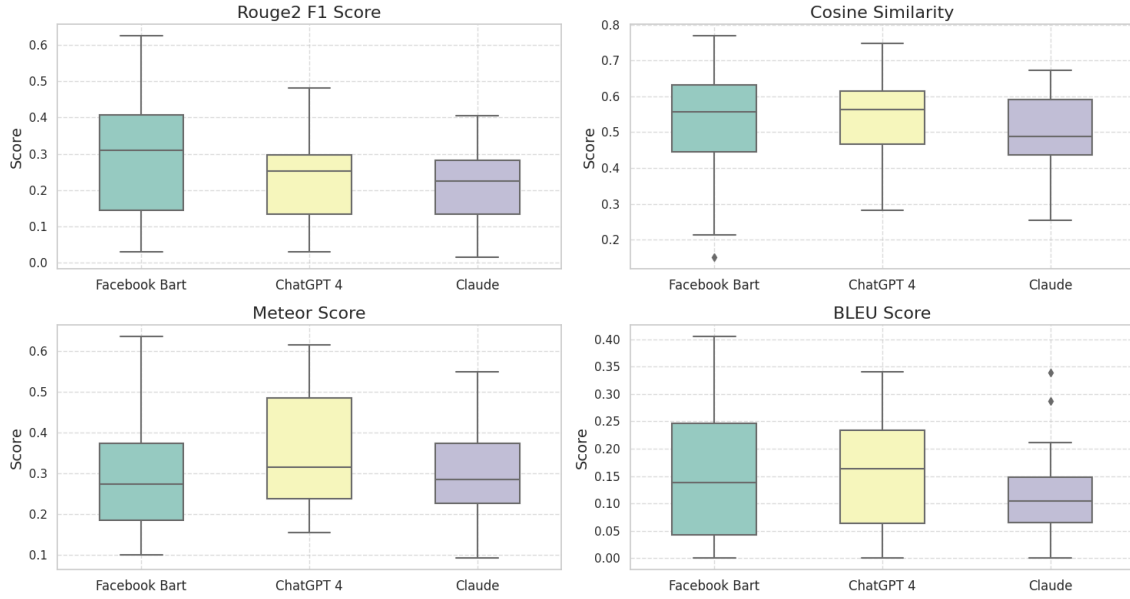 Rouge2 F1 Score
Score
0.6
0.5
0.4
0.3
0.2
0.1
0.0
Facebook Bart ChatGPT 4 Claude
Cosine Similarity
Score
0.8
0.7
0.6
0.5
0.4
0.3
0.2
Facebook Bart ChatGPT 4 Claude
Meteor Score
Score
0.6
0.5
0.4
0.3
0.2
0.1
Facebook Bart ChatGPT 4 Claude
BLEU Score
Score
0.40
0.35
0.30
0.25
0.20
0.15
0.10
0.05
0.00
Facebook Bart ChatGPT 4 Claude